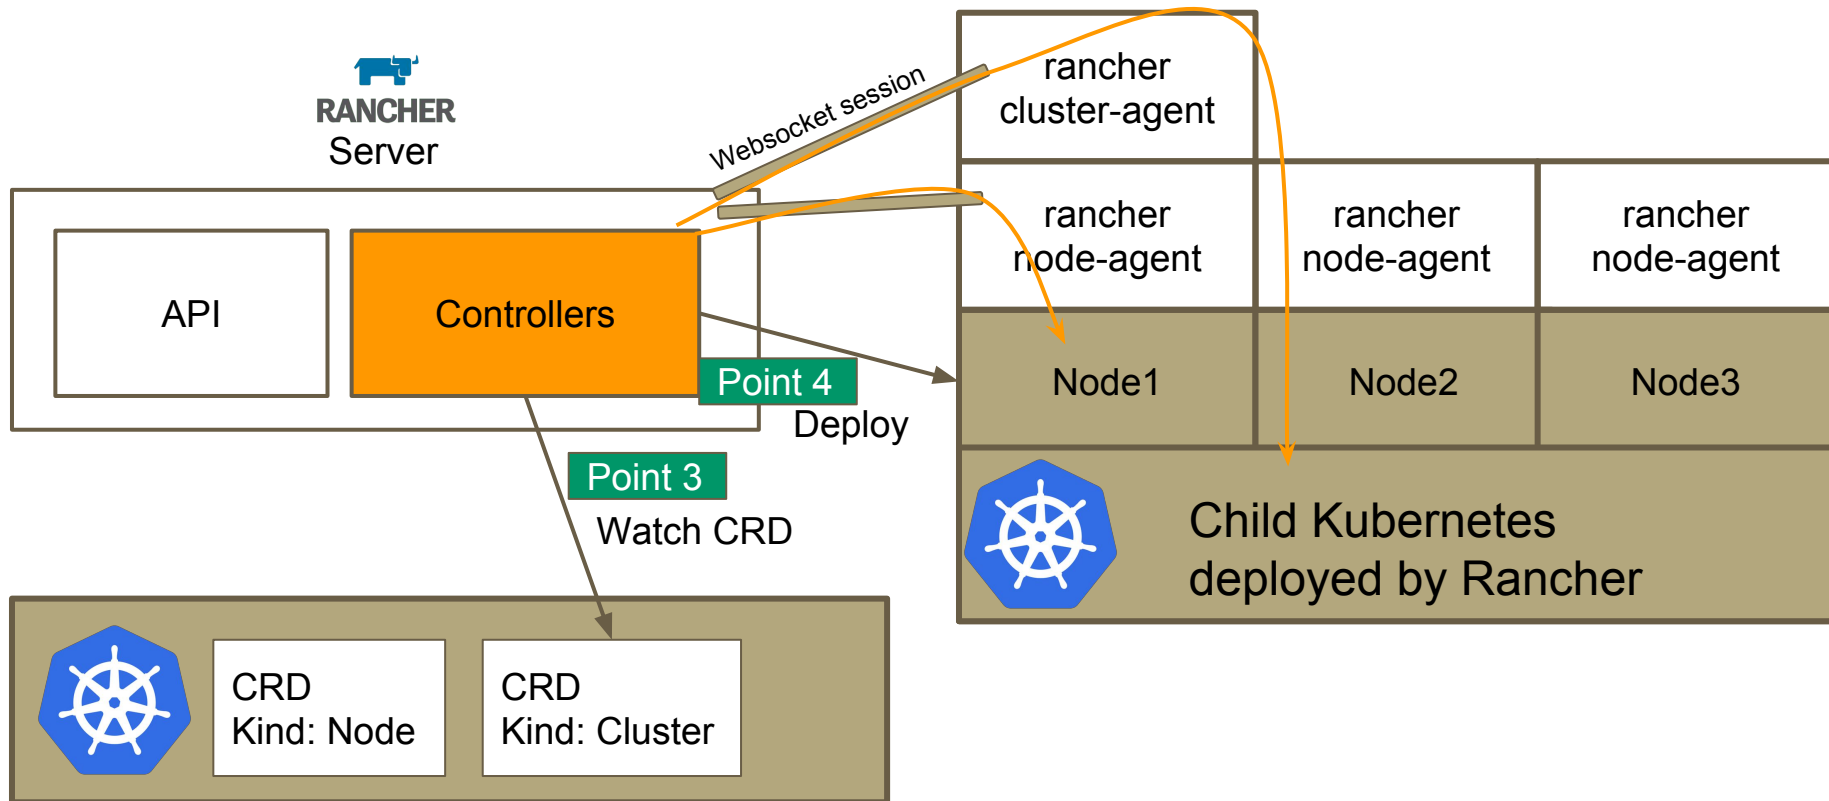 RANCHER
Server
API
Controllers
Websocket session
Point 4
Deploy
Point 3
Watch CRD
CRD
Kind: Node
CRD
Kind: Cluster
rancher
cluster-agent
rancher
node-agent
rancher
node-agent
rancher
node-agent
Node1
Node2
Node3
Child Kubernetes
deployed by Rancher